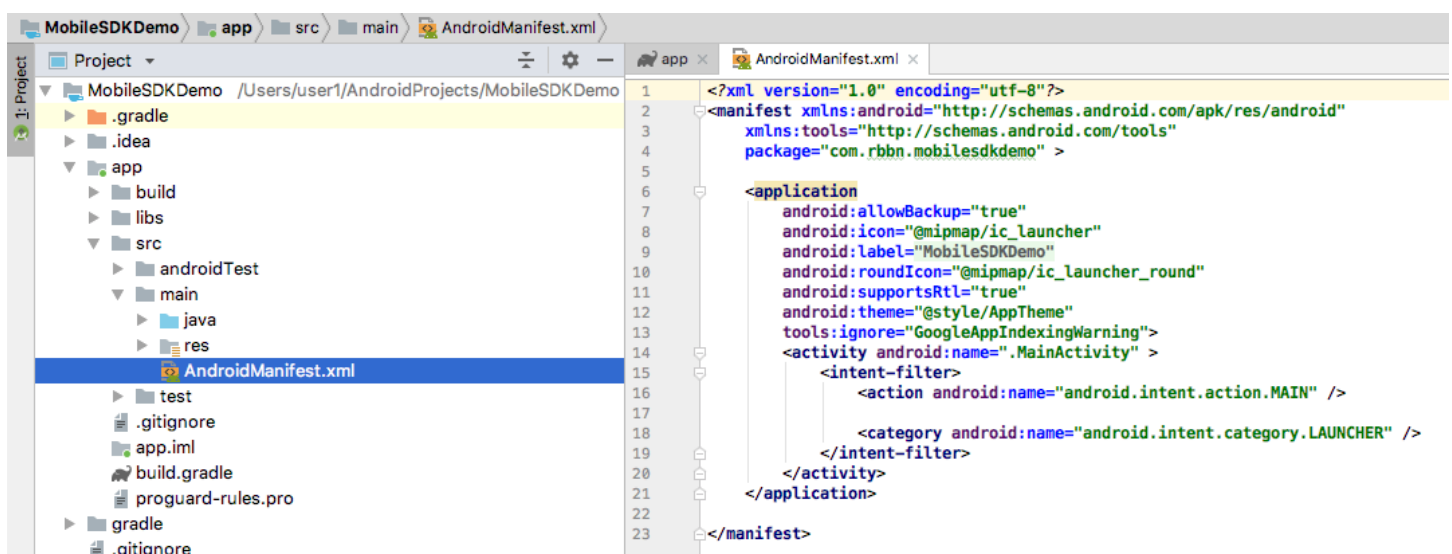 MobileSDKDemo app src main AndroidManifest.xml
1: Project
Project
MobileSDKDemo /Users/user1/AndroidProjects/MobileSDKDemo
.gradle
.idea
app
build
libs
src
androidTest
main
java
res
AndroidManifest.xml
test
.gitignore
app.iml
build.gradle
proguard-rules.pro
gradle
.gitignore
app AndroidManifest.xml
1 <?xml version="1.0" encoding="utf-8"?>
2 <manifest xmlns:android="http://schemas.android.com/apk/res/android"
3 xmlns:tools="http://schemas.android.com/tools"
4 package="com.rbbn.mobilesdkdemo" >
5
6 <application
7 android:allowBackup="true"
8 android:icon="@mipmap/ic_launcher"
9 android:label="MobileSDKDemo"
10 android:roundIcon="@mipmap/ic_launcher_round"
11 android:supportsRtl="true"
12 android:theme="@style/AppTheme"
13 tools:ignore="GoogleAppIndexingWarning">
14 <activity android:name=".MainActivity" >
15 <intent-filter>
16 <action android:name="android.intent.action.MAIN" />
17
18 <category android:name="android.intent.category.LAUNCHER" />
19 </intent-filter>
20 </activity>
21 </application>
22
23 </manifest>